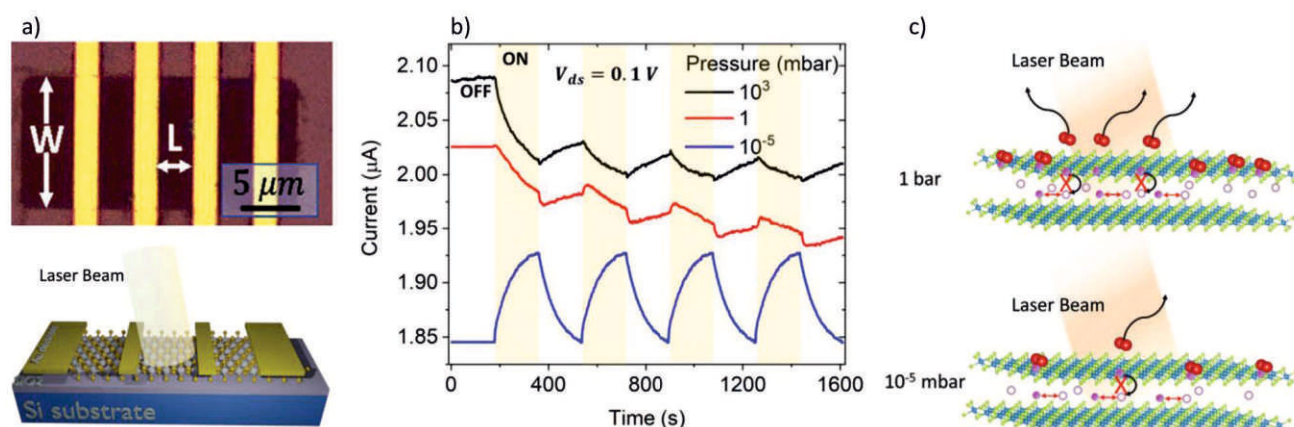 a)
W
L
5 μm
Laser Beam
Si substrate
b)
ON
OFF
V_ds = 0.1 V
Pressure (mbar)
10³
1
10⁻⁵
2.10
2.05
2.00
1.95
1.90
1.85
Current (μA)
0 400 800 1200 1600
Time (s)
c)
Laser Beam
1 bar
Laser Beam
10⁻⁵ mbar